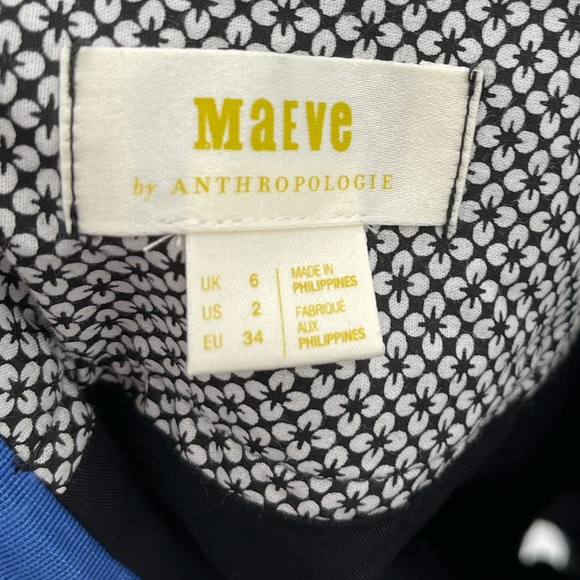 MaEve
by ANTHROPOLOGIE
UK 6
US 2
EU 34
MADE IN
PHILIPPINES
FABRIQUÉ
AUX
PHILIPPINES